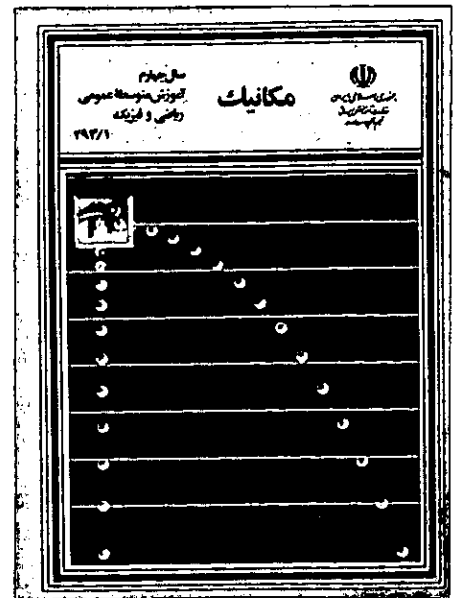 سال چهارم
آموزش متوسطهٔ عمومی
ریاضی و فیزیک
۲۹۳/۱
مکانیک